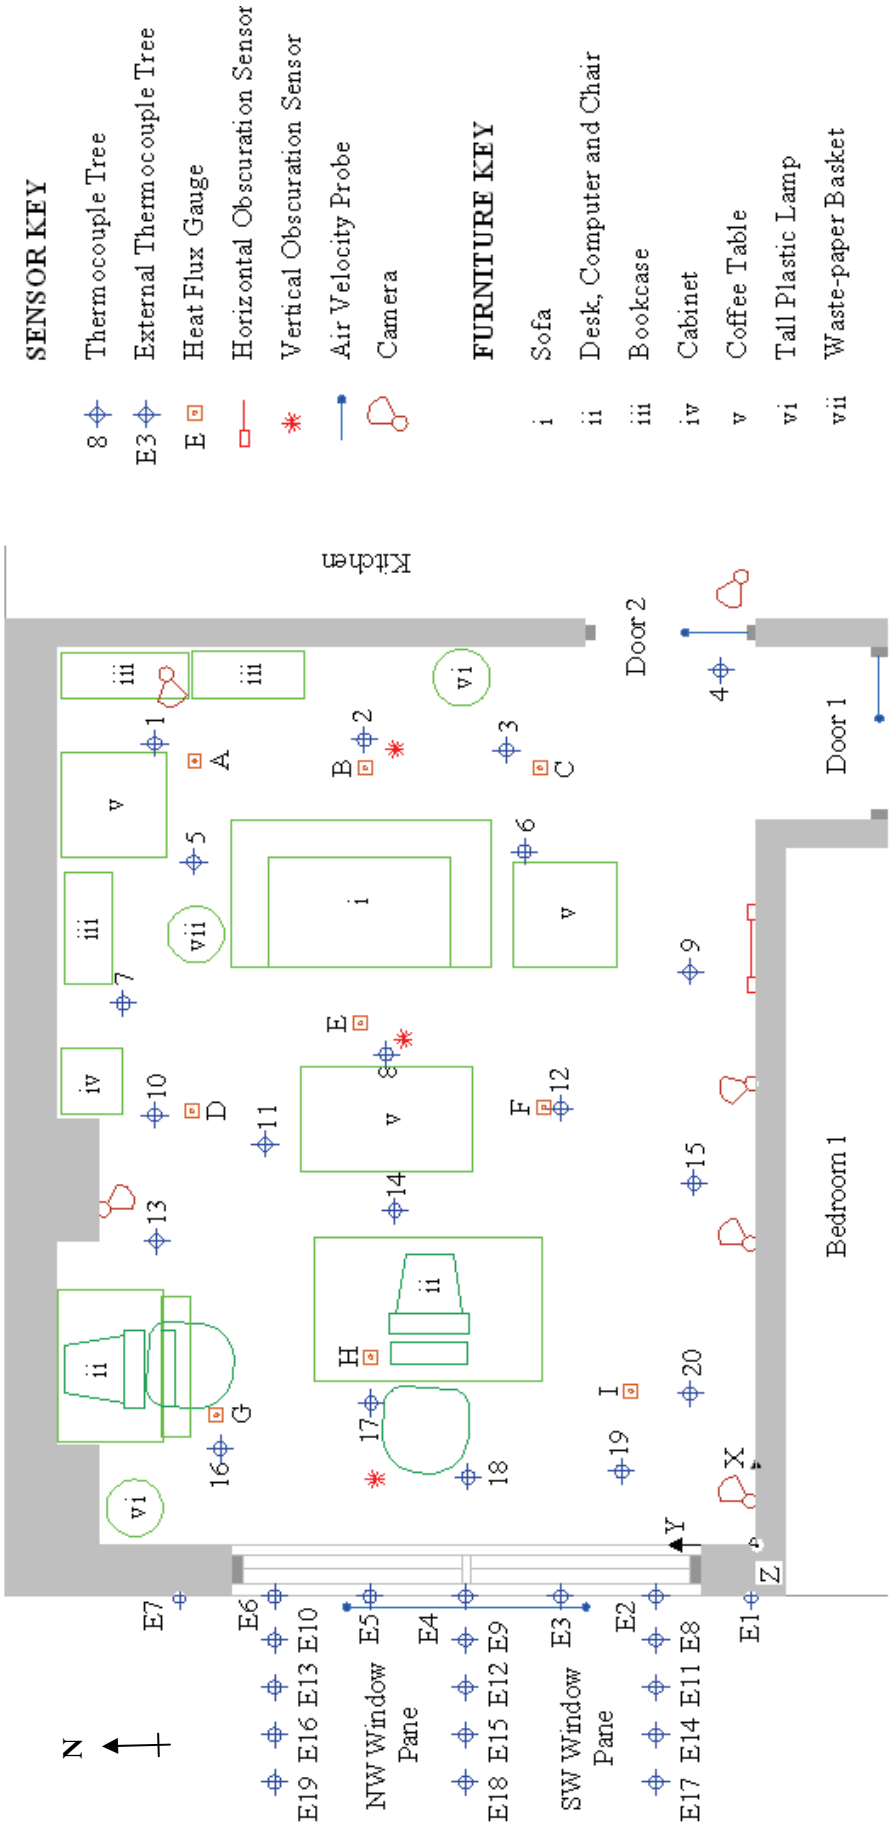 SENSOR KEY
8 Thermocouple Tree
E3 External Thermocouple Tree
E Heat Flux Gauge
Horizontal Obscuration Sensor
Vertical Obscuration Sensor
Air Velocity Probe
Camera
FURNITURE KEY
i Sofa
ii Desk, Computer and Chair
iii Bookcase
iv Cabinet
v Coffee Table
vi Tall Plastic Lamp
vii Waste-paper Basket
Kitchen
iii
iii
vi
Door 2
4
Door 1
1
A
2
B
3
C
v
5
6
i
v
iii
vii
7
9
E
8
iv
10
D
11
v
F
12
13
14
15
Bedroom 1
ii
ii
G
16
H
17
18
I
19
20
vi
X
Y
Z
E7
E6
E5
E4
E3
E2
E1
E19 E16 E13 E10
NW Window
Pane
E18 E15 E12 E9
SW Window
Pane
E17 E14 E11 E8
N